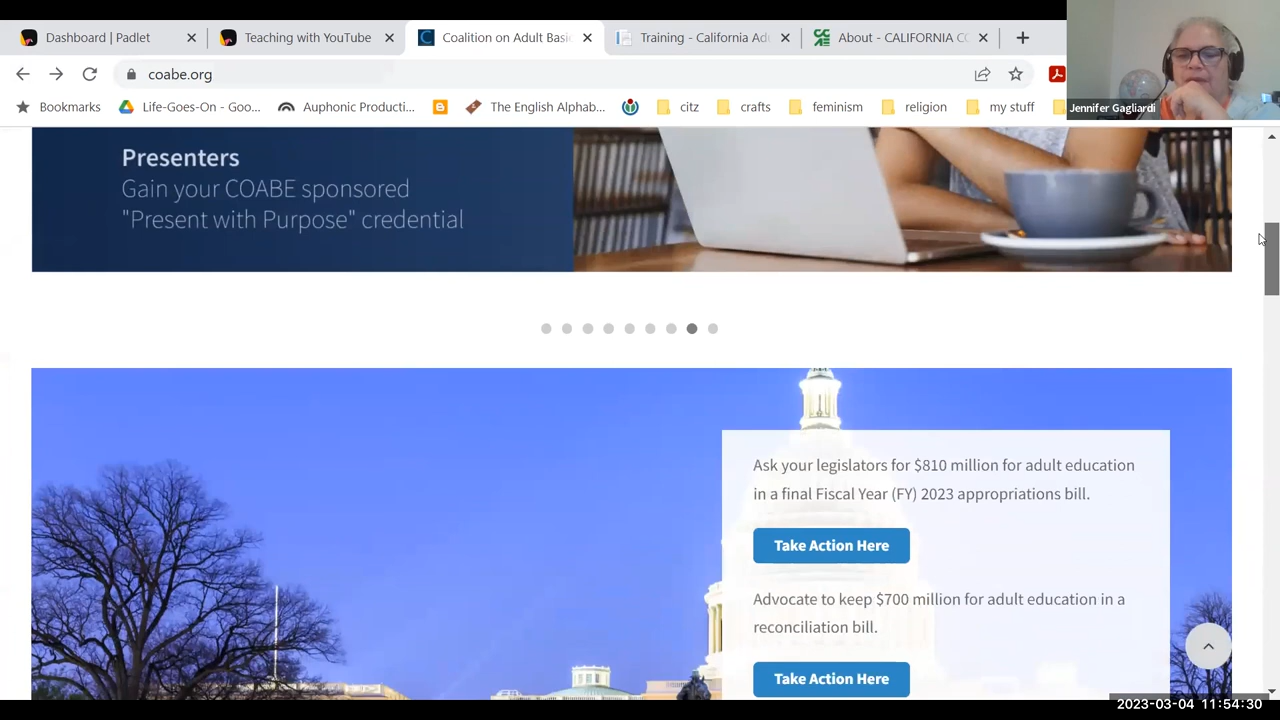 Dashboard | Padlet
Teaching with YouTube
Coalition on Adult Basi
Training - California Adu
About - CALIFORNIA CO
coabe.org
Bookmarks
Life-Goes-On - Goo...
Auphonic Producti...
The English Alphab...
citz
crafts
feminism
religion
my stuff
Jennifer Gagliardi
Presenters
Gain your COABE sponsored
"Present with Purpose" credential
Ask your legislators for $810 million for adult education
in a final Fiscal Year (FY) 2023 appropriations bill.
Take Action Here
Advocate to keep $700 million for adult education in a
reconciliation bill.
Take Action Here
2023-03-04 11:54:30